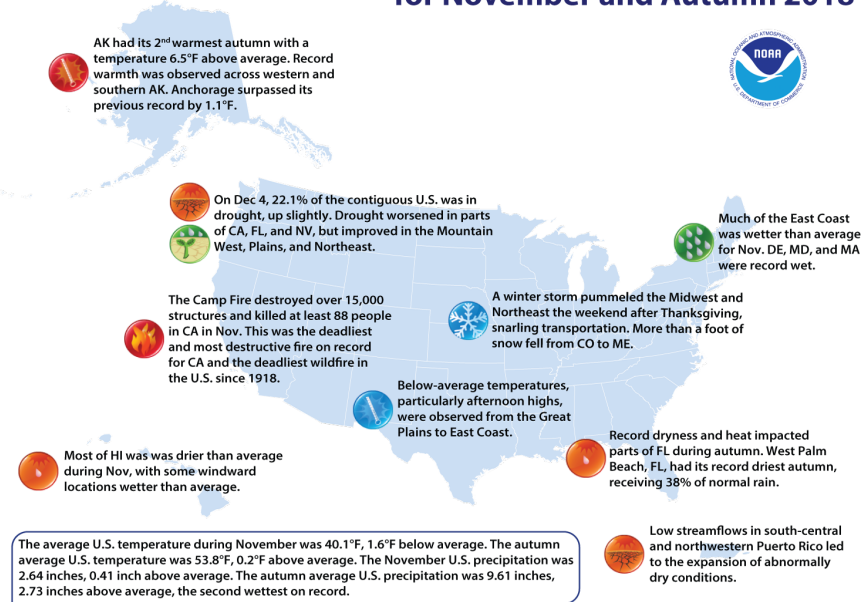 for November and Autumn 2018
AK had its 2nd warmest autumn with a
temperature 6.5°F above average. Record
warmth was observed across western and
southern AK. Anchorage surpassed its
previous record by 1.1°F.
NATIONAL OCEANIC AND ATMOSPHERIC ADMINISTRATION
NOAA
U.S. DEPARTMENT OF COMMERCE
On Dec 4, 22.1% of the contiguous U.S. was in
drought, up slightly. Drought worsened in parts
of CA, FL, and NV, but improved in the Mountain
West, Plains, and Northeast.
Much of the East Coast
was wetter than average
for Nov. DE, MD, and MA
were record wet.
The Camp Fire destroyed over 15,000
structures and killed at least 88 people
in CA in Nov. This was the deadliest
and most destructive fire on record
for CA and the deadliest wildfire in
the U.S. since 1918.
A winter storm pummeled the Midwest and
Northeast the weekend after Thanksgiving,
snarling transportation. More than a foot of
snow fell from CO to ME.
Below-average temperatures,
particularly afternoon highs,
were observed from the Great
Plains to East Coast.
Most of HI was was drier than average
during Nov, with some windward
locations wetter than average.
Record dryness and heat impacted
parts of FL during autumn. West Palm
Beach, FL, had its record driest autumn,
receiving 38% of normal rain.
Low streamflows in south-central
and northwestern Puerto Rico led
to the expansion of abnormally
dry conditions.
The average U.S. temperature during November was 40.1°F, 1.6°F below average. The autumn
average U.S. temperature was 53.8°F, 0.2°F above average. The November U.S. precipitation was
2.64 inches, 0.41 inch above average. The autumn average U.S. precipitation was 9.61 inches,
2.73 inches above average, the second wettest on record.